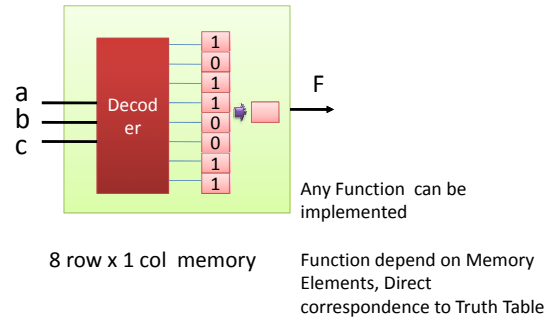 1
0
1
1
0
0
1
1
a
b
c
Decod
er
F
Any Function can be
implemented
8 row x 1 col memory
Function depend on Memory
Elements, Direct
correspondence to Truth Table